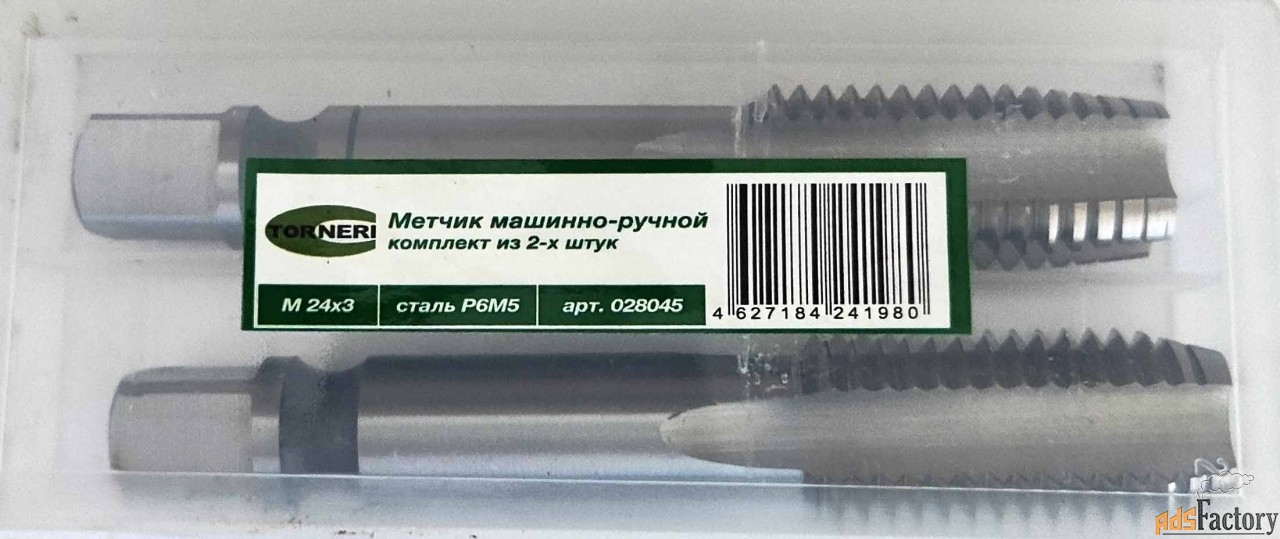 TORNERI
Метчик машинно-ручной
комплект из 2-х штук
М 24х3
сталь Р6М5
арт. 028045
4 627184 241980
AdsFactory